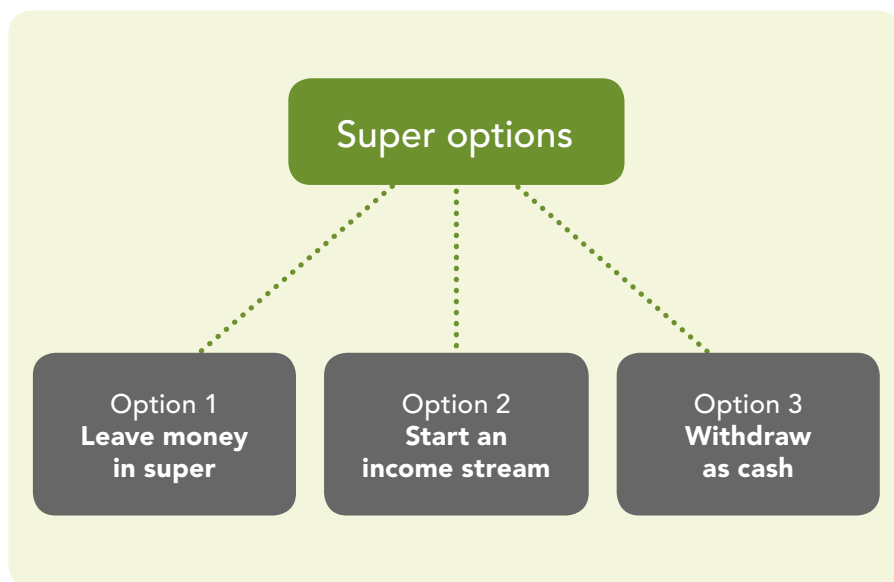 Super options
Option 1
Leave money
in super
Option 2
Start an
income stream
Option 3
Withdraw
as cash